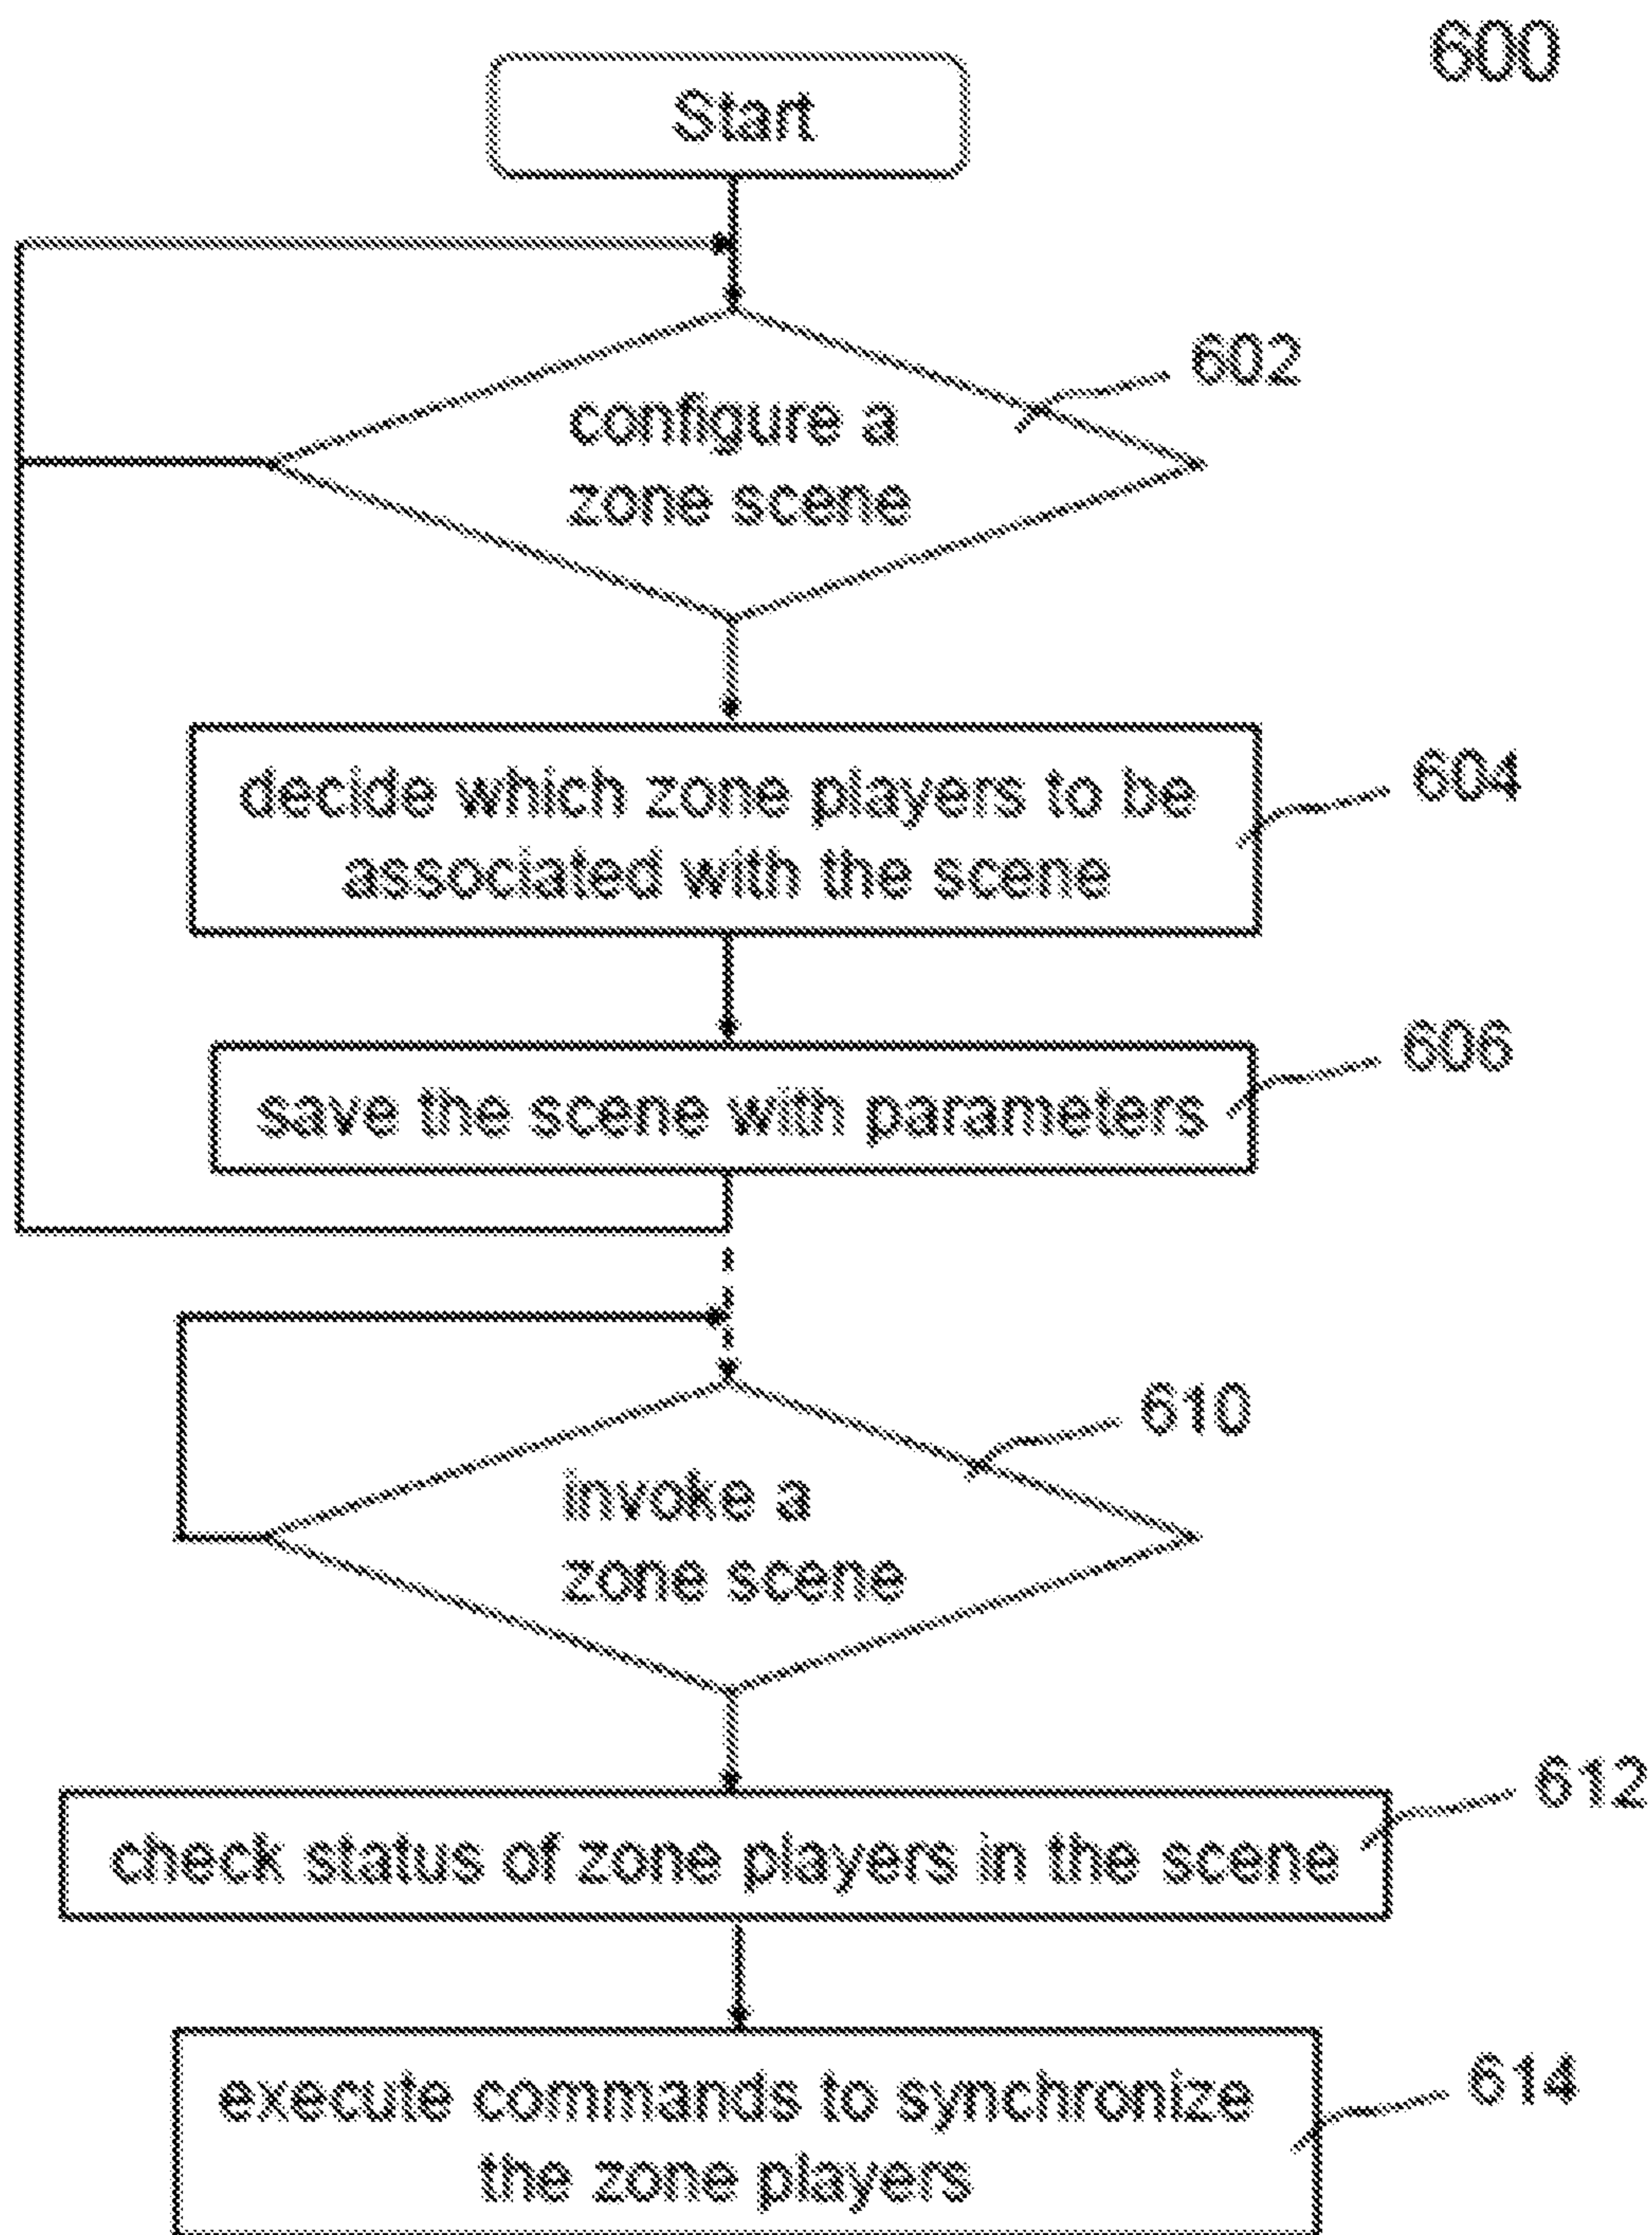 600
Start
602
configure a
zone scene
604
decide which zone players to be
associated with the scene
606
save the scene with parameters
610
invoke a
zone scene
612
check status of zone players in the scene
614
execute commands to synchronize
the zone players